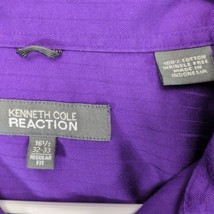 KENNETH COLE
REACTION
16½
32-33
REGULAR
FIT
100% COTTON
WRINKLE FREE
MADE IN
INDONESIA